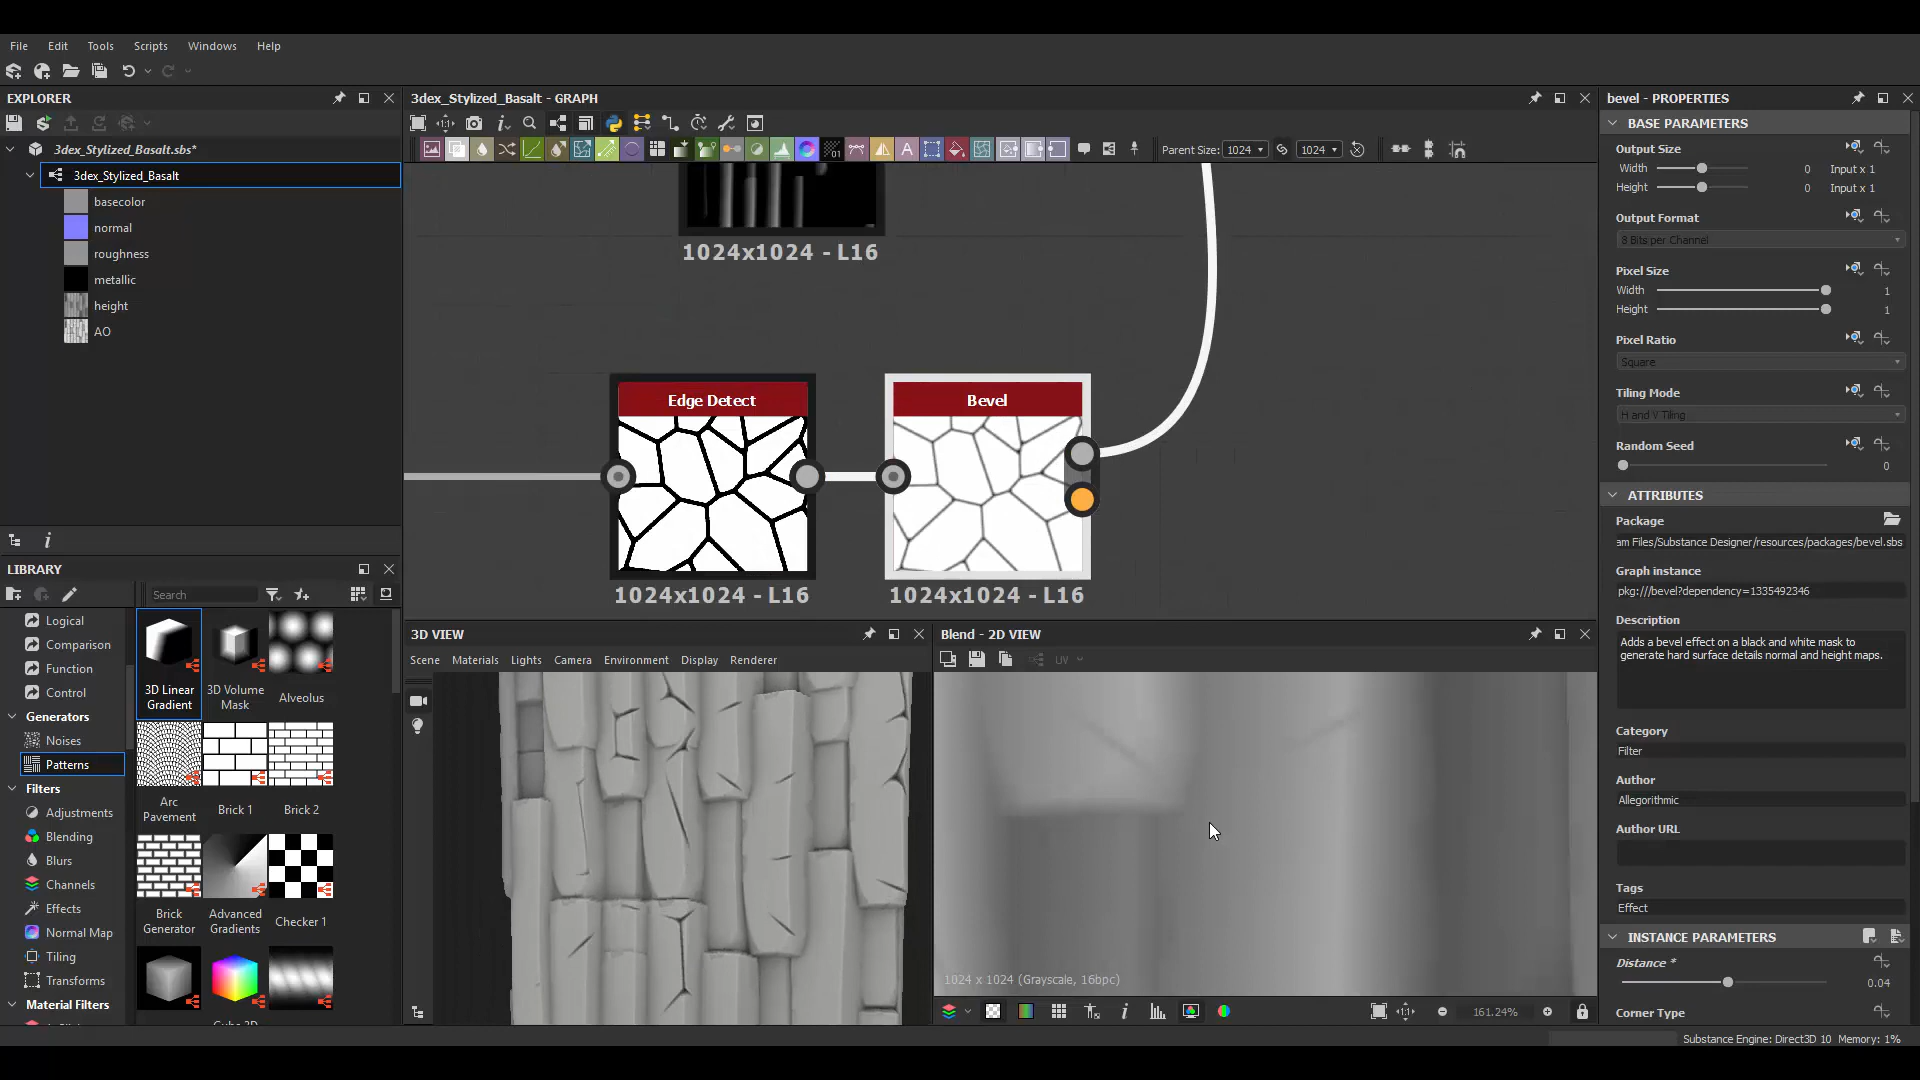 File Edit Tools Scripts Windows Help
EXPLORER
3dex_Stylized_Basalt.sbs*
3dex_Stylized_Basalt
basecolor
normal
roughness
metallic
height
AO
LIBRARY
Search
Logical
Comparison
Function
Control
Generators
Noises
Patterns
Filters
Adjustments
Blending
Blurs
Channels
Effects
Normal Map
Tiling
Transforms
Material Filters
3D Linear Gradient
3D Volume Mask
Alveolus
Arc Pavement
Brick 1
Brick 2
Brick Generator
Advanced Gradients
Checker 1
3dex_Stylized_Basalt - GRAPH
Parent Size: 1024 1024
1024x1024 - L16
Edge Detect
1024x1024 - L16
Bevel
1024x1024 - L16
3D VIEW
Scene Materials Lights Camera Environment Display Renderer
Blend - 2D VIEW
UV
1024 x 1024 (Grayscale, 16bpc)
161.24%
bevel - PROPERTIES
BASE PARAMETERS
Output Size
Width 0 Input x 1
Height 0 Input x 1
Output Format
8 Bits per Channel
Pixel Size
Width 1
Height 1
Pixel Ratio
Square
Tiling Mode
H and V Tiling
Random Seed
0
ATTRIBUTES
Package
am Files/Substance Designer/resources/packages/bevel.sbs
Graph instance
pkg:///bevel?dependency=1335492346
Description
Adds a bevel effect on a black and white mask to
generate hard surface details normal and height maps.
Category
Filter
Author
Allegorithmic
Author URL
Tags
Effect
INSTANCE PARAMETERS
Distance *
0.04
Corner Type
Substance Engine: Direct3D 10 Memory: 1%